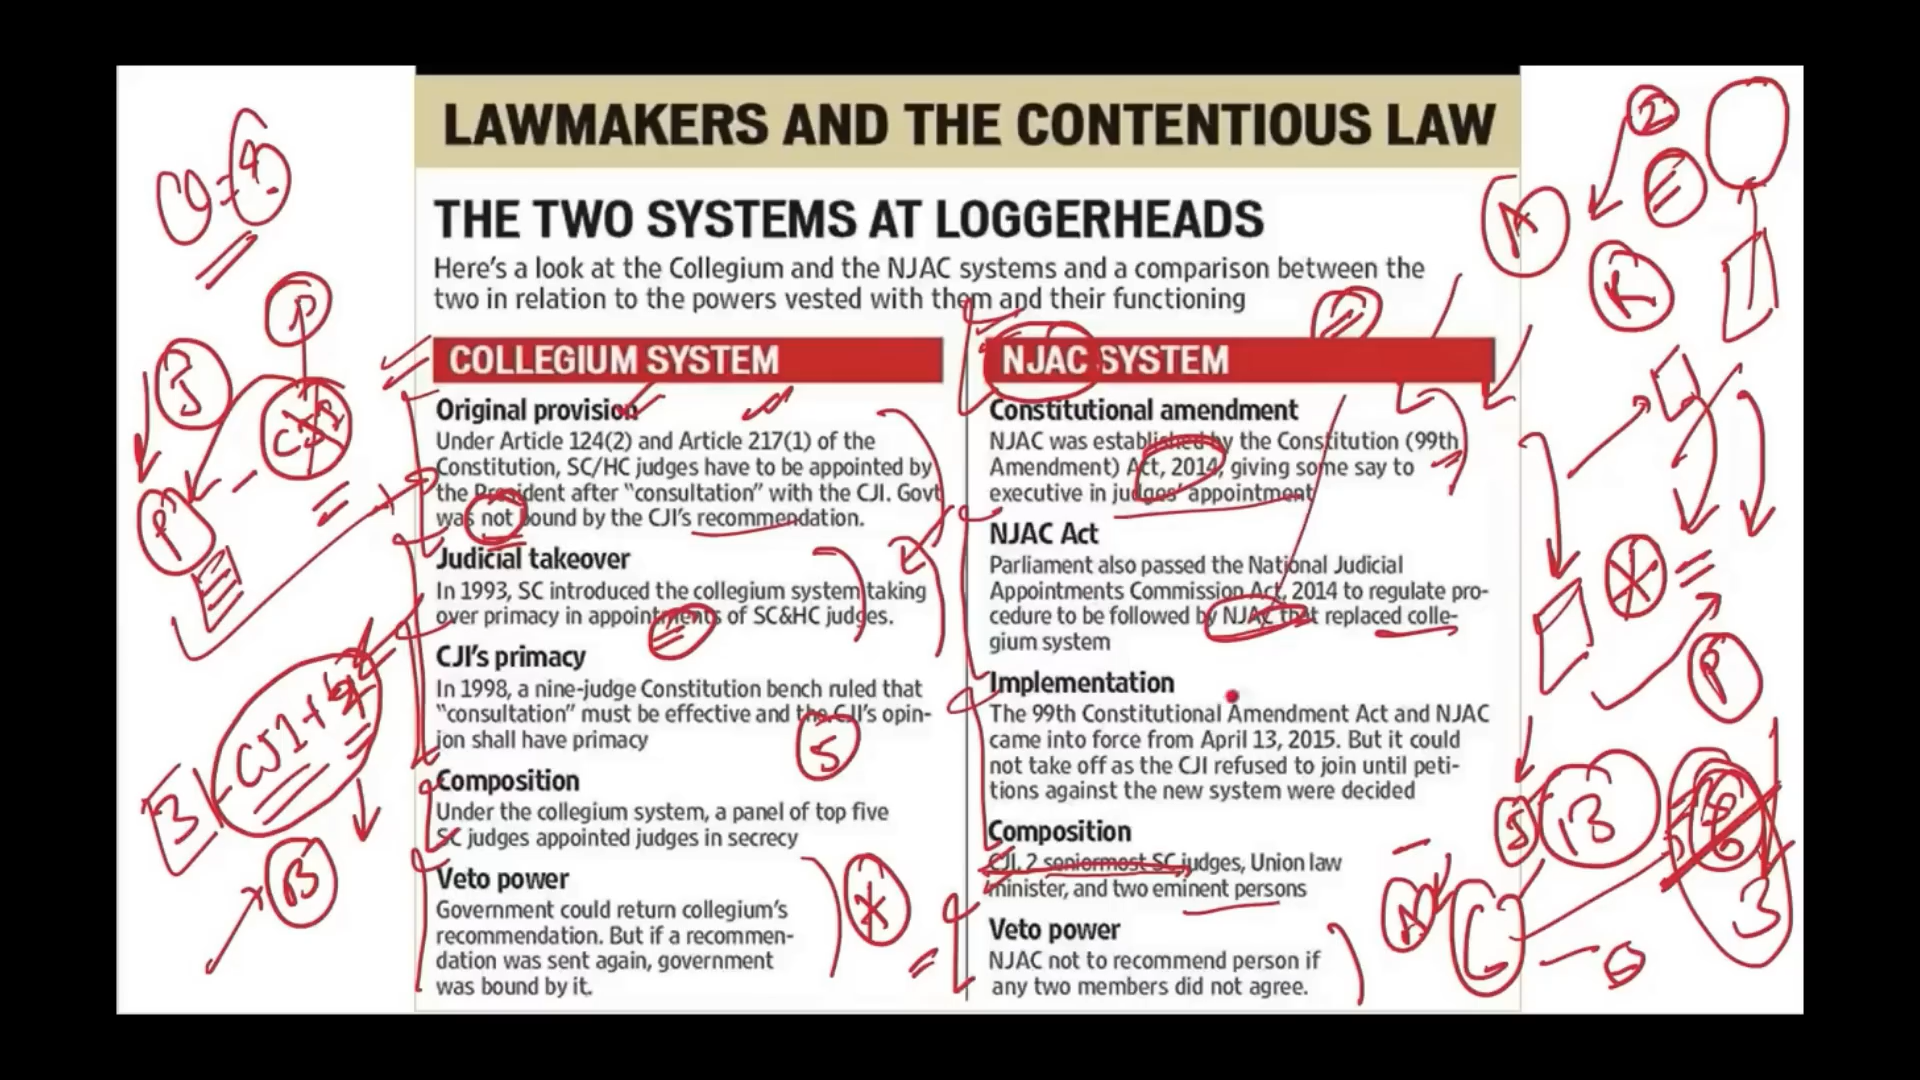 LAWMAKERS AND THE CONTENTIOUS LAW
THE TWO SYSTEMS AT LOGGERHEADS
Here's a look at the Collegium and the NJAC systems and a comparison between the
two in relation to the powers vested with them and their functioning
COLLEGIUM SYSTEM
Original provision
Under Article 124(2) and Article 217(1) of the
Constitution, SC/HC judges have to be appointed by
the President after "consultation" with the CJI. Govt
was not bound by the CJI's recommendation.
Judicial takeover
In 1993, SC introduced the collegium system taking
over primacy in appointments of SC&HC judges.
CJI's primacy
In 1998, a nine-judge Constitution bench ruled that
"consultation" must be effective and the CJI's opin-
ion shall have primacy
Composition
Under the collegium system, a panel of top five
SC judges appointed judges in secrecy
Veto power
Government could return collegium's
recommendation. But if a recommen-
dation was sent again, government
was bound by it.
NJAC SYSTEM
Constitutional amendment
NJAC was established by the Constitution (99th
Amendment) Act, 2014, giving some say to
executive in judges' appointment
NJAC Act
Parliament also passed the National Judicial
Appointments Commission Act, 2014 to regulate pro-
cedure to be followed by NJAC that replaced colle-
gium system
Implementation
The 99th Constitutional Amendment Act and NJAC
came into force from April 13, 2015. But it could
not take off as the CJI refused to join until peti-
tions against the new system were decided
Composition
CJI, 2 seniormost SC judges, Union law
minister, and two eminent persons
Veto power
NJAC not to recommend person if
any two members did not agree.
J
P
CJI+4
3
B
5
2
K
P
B
3